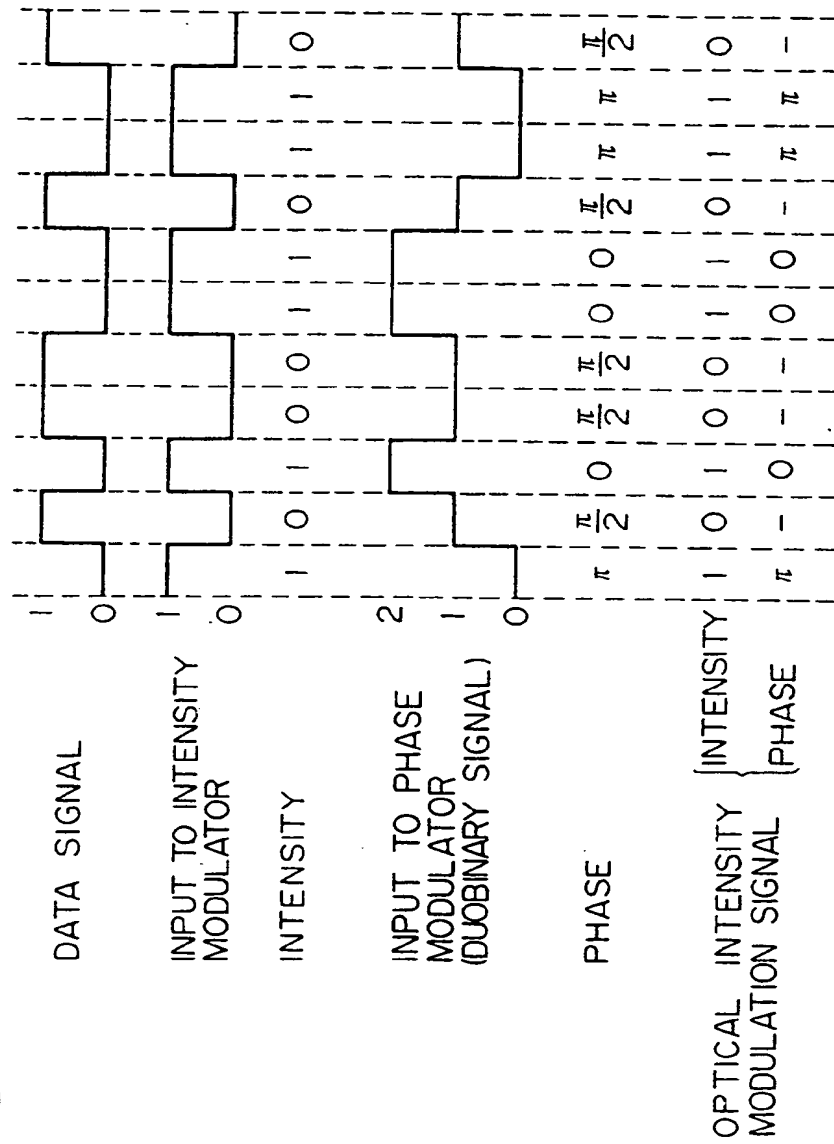 DATA SIGNAL
1
0
INPUT TO INTENSITY
MODULATOR
1
0
INTENSITY
1 0 1 0 0 1 1 0 1 1 0
INPUT TO PHASE
MODULATOR
(DUOBINARY SIGNAL)
2
1
0
PHASE
π π/2 0 π/2 π/2 0 0 π/2 π π π/2
OPTICAL INTENSITY
MODULATION SIGNAL
INTENSITY 1 0 1 0 0 1 1 0 1 1 0
PHASE π - 0 - - 0 0 - π π -